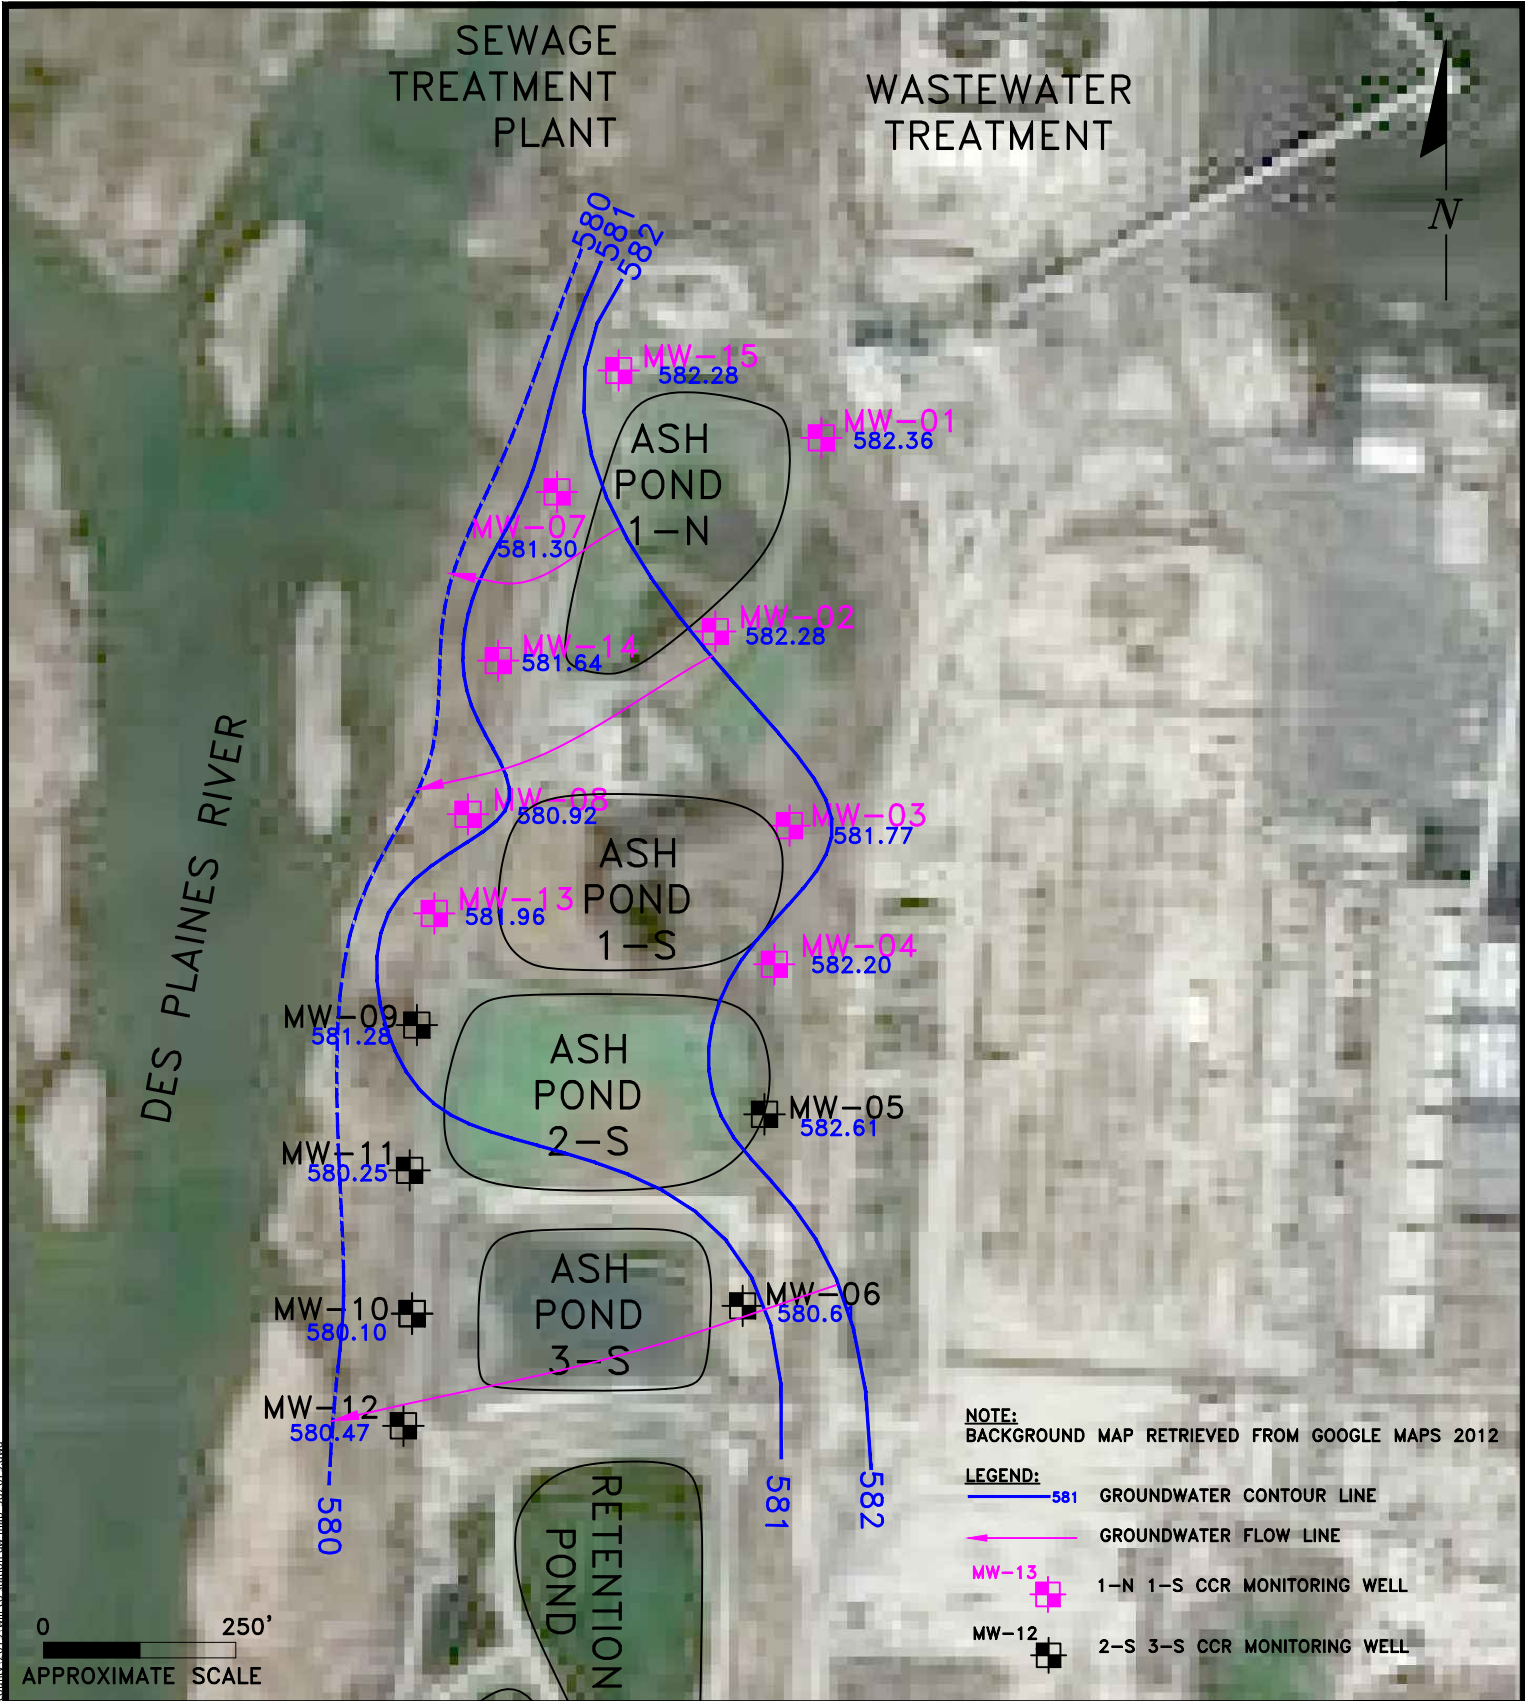 SEWAGE
TREATMENT
PLANT
WASTEWATER
TREATMENT
N
580
581
582
MW-15
582.28
MW-01
582.36
ASH
POND
1-N
MW-07
581.30
MW-02
582.28
MW-14
581.64
DES PLAINES RIVER
MW-08
580.92
MW-03
581.77
ASH
POND
1-S
MW-13
581.96
MW-04
582.20
MW-09
581.28
ASH
POND
2-S
MW-05
582.61
MW-11
580.25
ASH
POND
3-S
MW-06
580.61
MW-10
580.10
MW-12
580.47
580
581
582
RETENTION
POND
NOTE:
BACKGROUND MAP RETRIEVED FROM GOOGLE MAPS 2012
LEGEND:
581 GROUNDWATER CONTOUR LINE
GROUNDWATER FLOW LINE
MW-13
1-N 1-S CCR MONITORING WELL
MW-12
2-S 3-S CCR MONITORING WELL
0 250'
APPROXIMATE SCALE